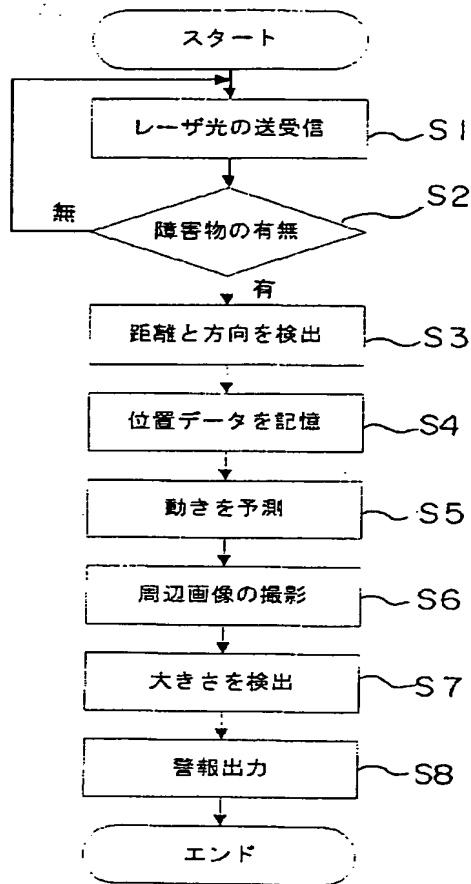 スタート
レーザ光の送受信
S1
S2
無
障害物の有無
有
距離と方向を検出
S3
位置データを記憶
S4
動きを予測
S5
周辺画像の撮影
S6
大きさを検出
S7
警報出力
S8
エンド